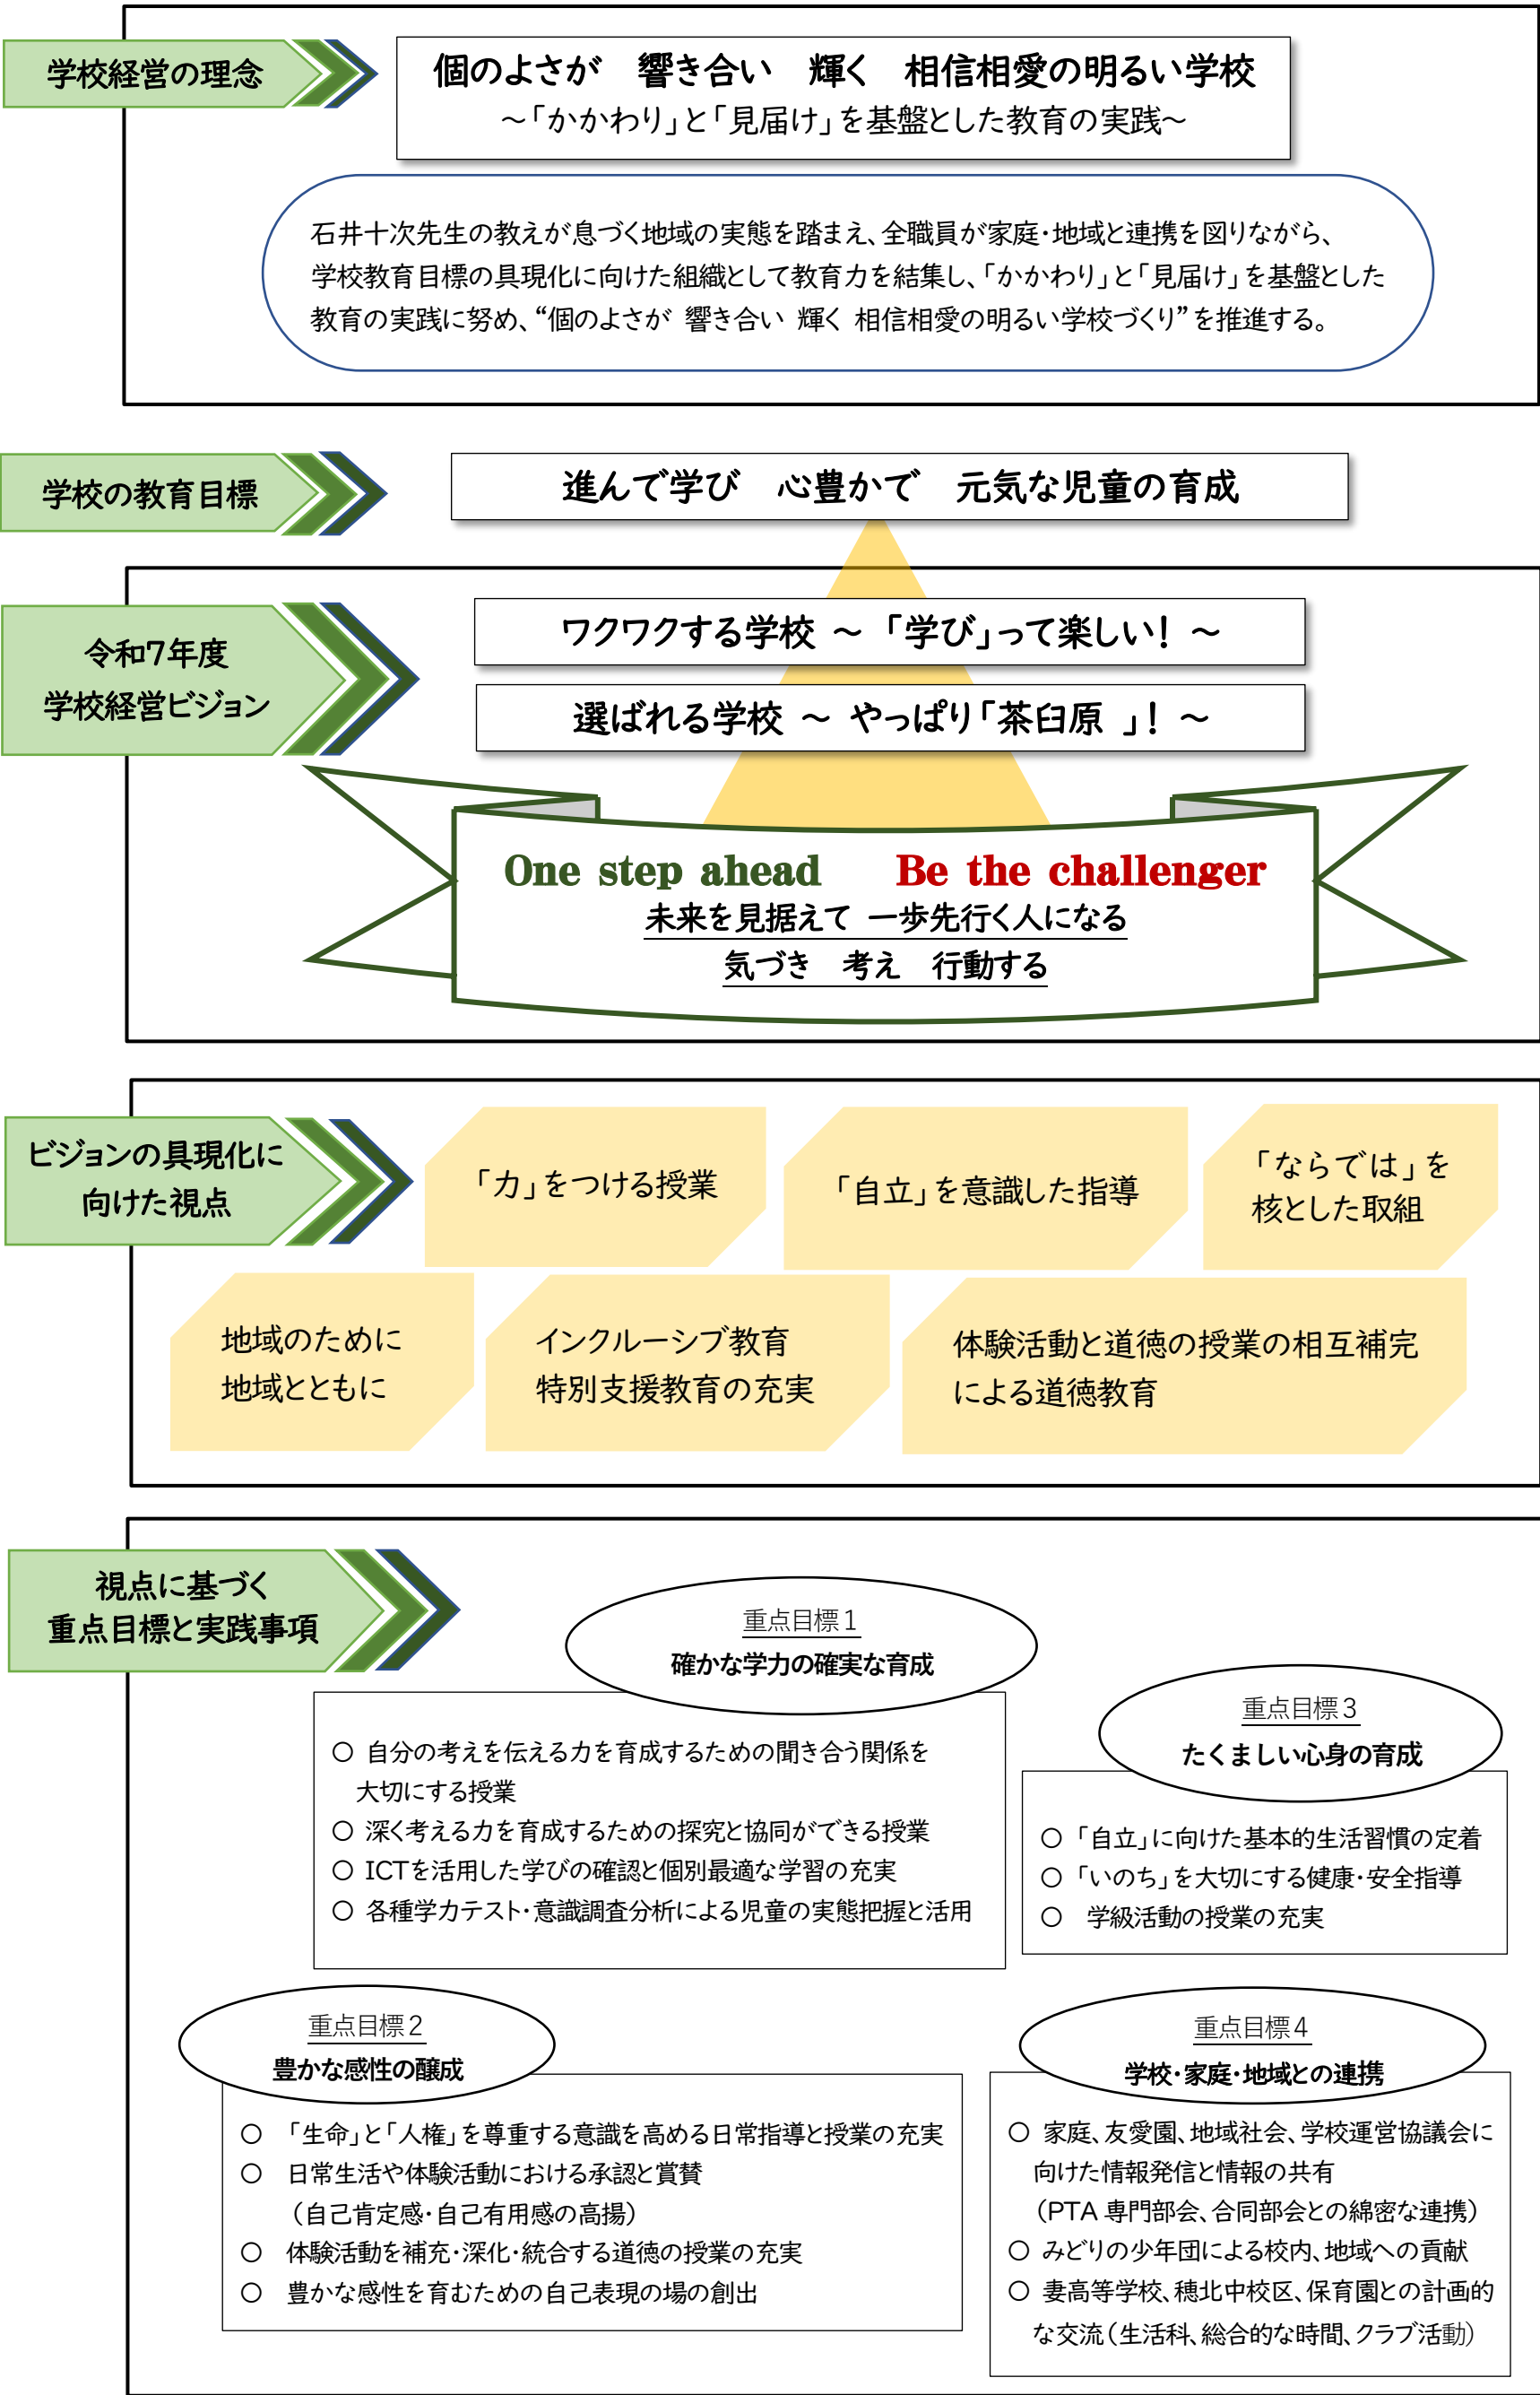 学校経営の理念
個のよさが　響き合い　輝く　相信相愛の明るい学校
～「かかわり」と「見届け」を基盤とした教育の実践～
石井十次先生の教えが息づく地域の実態を踏まえ、全職員が家庭・地域と連携を図りながら、
学校教育目標の具現化に向けた組織として教育力を結集し、「かかわり」と「見届け」を基盤とした
教育の実践に努め、“個のよさが 響き合い 輝く 相信相愛の明るい学校づくり”を推進する。
学校の教育目標
進んで学び　心豊かで　元気な児童の育成
令和7年度
学校経営ビジョン
ワクワクする学校 ～ 「学び」って楽しい！ ～
選ばれる学校 ～ やっぱり「茶臼原 」！ ～
One step ahead　Be the challenger
未来を見据えて 一歩先行く人になる
気づき　考え　行動する
ビジョンの具現化に
向けた視点
「力」をつける授業
「自立」を意識した指導
「ならでは」を
核とした取組
地域のために
地域とともに
インクルーシブ教育
特別支援教育の充実
体験活動と道徳の授業の相互補完
による道徳教育
視点に基づく
重点目標と実践事項
重点目標１
確かな学力の確実な育成
○ 自分の考えを伝える力を育成するための聞き合う関係を
大切にする授業
○ 深く考える力を育成するための探究と協同ができる授業
○ ICTを活用した学びの確認と個別最適な学習の充実
○ 各種学力テスト・意識調査分析による児童の実態把握と活用
重点目標３
たくましい心身の育成
○「自立」に向けた基本的生活習慣の定着
○「いのち」を大切にする健康・安全指導
○　学級活動の授業の充実
重点目標２
豊かな感性の醸成
○　「生命」と「人権」を尊重する意識を高める日常指導と授業の充実
○　日常生活や体験活動における承認と賞賛
（自己肯定感・自己有用感の高揚）
○　体験活動を補充・深化・統合する道徳の授業の充実
○　豊かな感性を育むための自己表現の場の創出
重点目標４
学校・家庭・地域との連携
○ 家庭、友愛園、地域社会、学校運営協議会に
向けた情報発信と情報の共有
（PTA 専門部会、合同部会との綿密な連携）
○ みどりの少年団による校内、地域への貢献
○ 妻高等学校、穂北中校区、保育園との計画的
な交流（生活科、総合的な時間、クラブ活動）